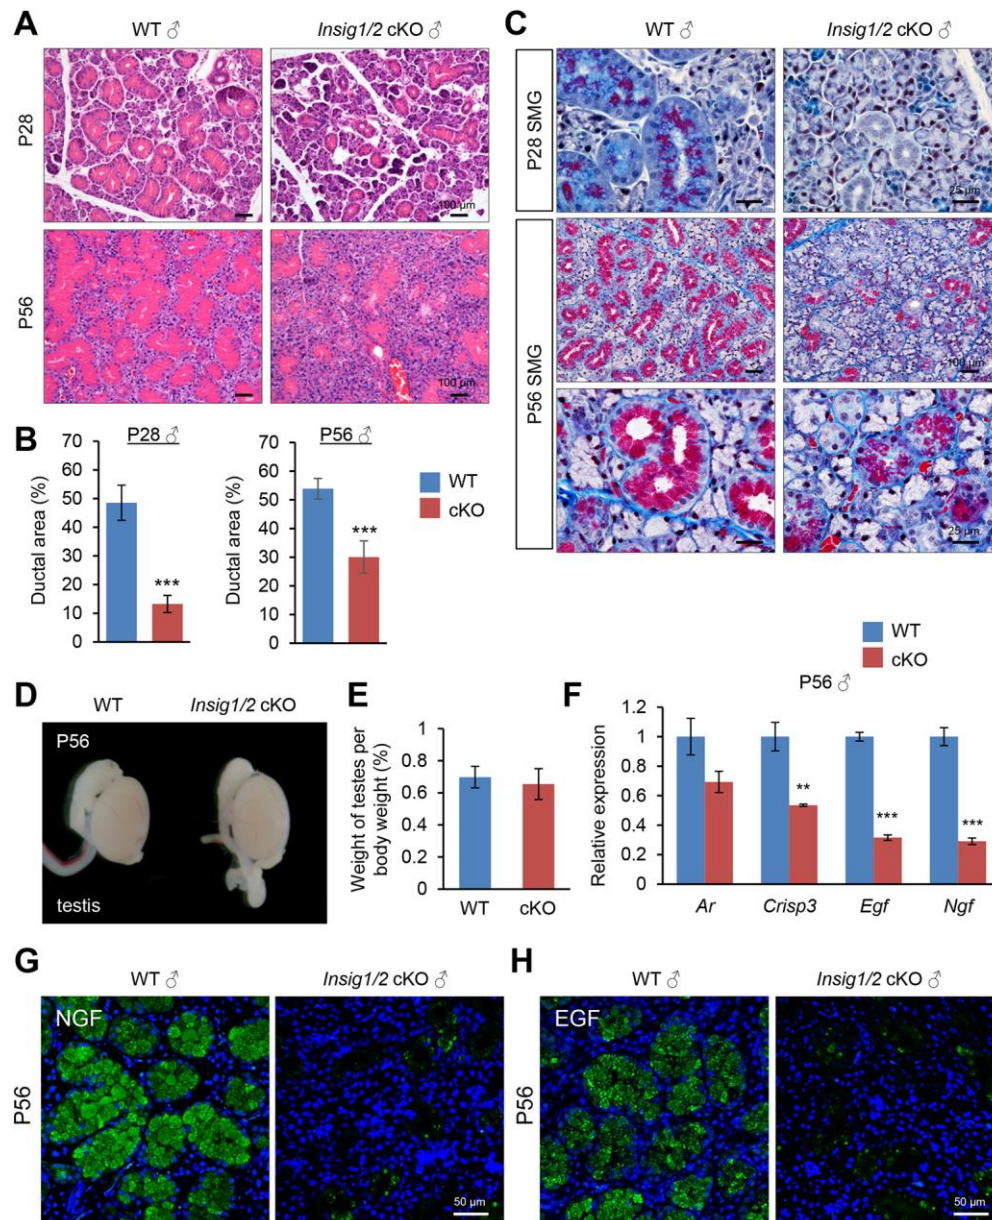 A
WT ♂
Insig1/2 cKO ♂
P28
100 µm
P56
100 µm
B
P28 ♂
Ductal area (%)
70
60
50
40
30
20
10
0
***
P56 ♂
Ductal area (%)
70
60
50
40
30
20
10
0
***
WT
cKO
C
WT ♂
Insig1/2 cKO ♂
P28 SMG
25 µm
P56 SMG
100 µm
25 µm
D
WT
Insig1/2 cKO
P56
testis
E
Weight of testes per
body weight (%)
1
0.8
0.6
0.4
0.2
0
WT
cKO
WT
cKO
F
P56 ♂
Relative expression
1.2
1
0.8
0.6
0.4
0.2
0
**
***
***
Ar
Crisp3
Egf
Ngf
G
WT ♂
Insig1/2 cKO ♂
NGF
P56
50 µm
H
WT ♂
Insig1/2 cKO ♂
EGF
P56
50 µm